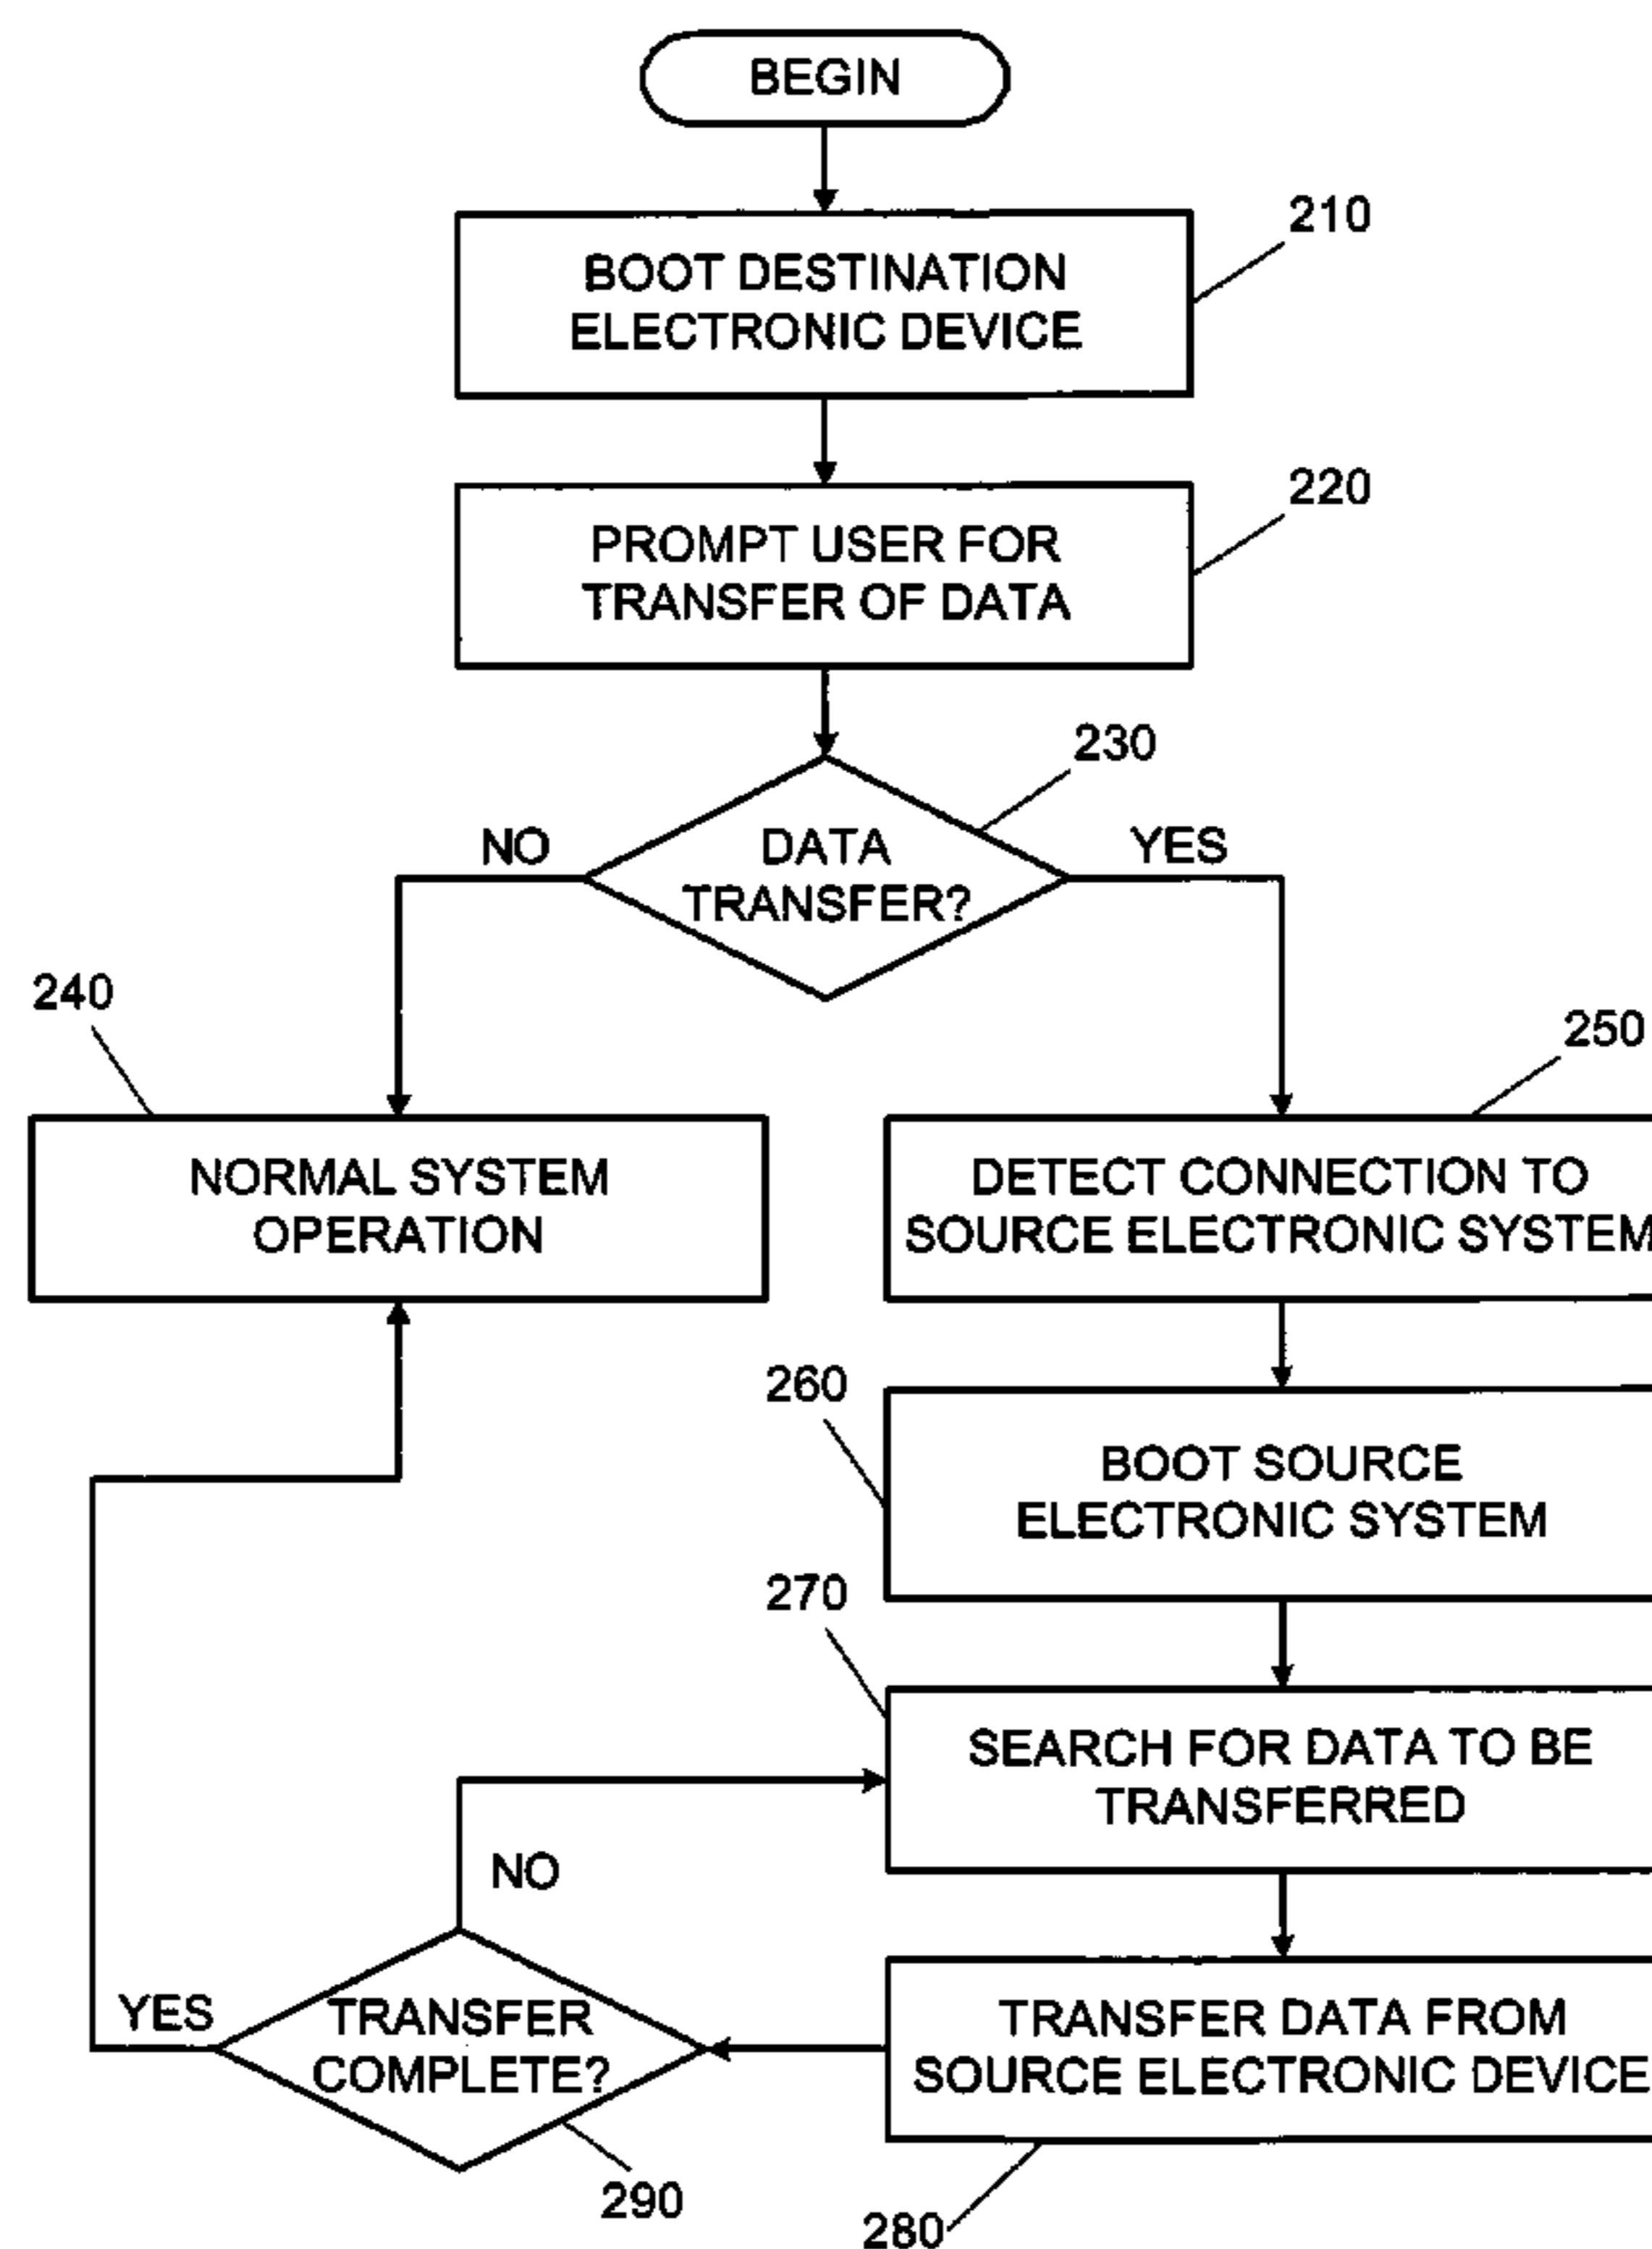 BEGIN
210
BOOT DESTINATION
ELECTRONIC DEVICE
220
PROMPT USER FOR
TRANSFER OF DATA
230
NO
DATA
TRANSFER?
YES
240
250
NORMAL SYSTEM
OPERATION
DETECT CONNECTION TO
SOURCE ELECTRONIC SYSTEM
260
BOOT SOURCE
ELECTRONIC SYSTEM
270
SEARCH FOR DATA TO BE
TRANSFERRED
NO
YES
TRANSFER
COMPLETE?
TRANSFER DATA FROM
SOURCE ELECTRONIC DEVICE
290
280